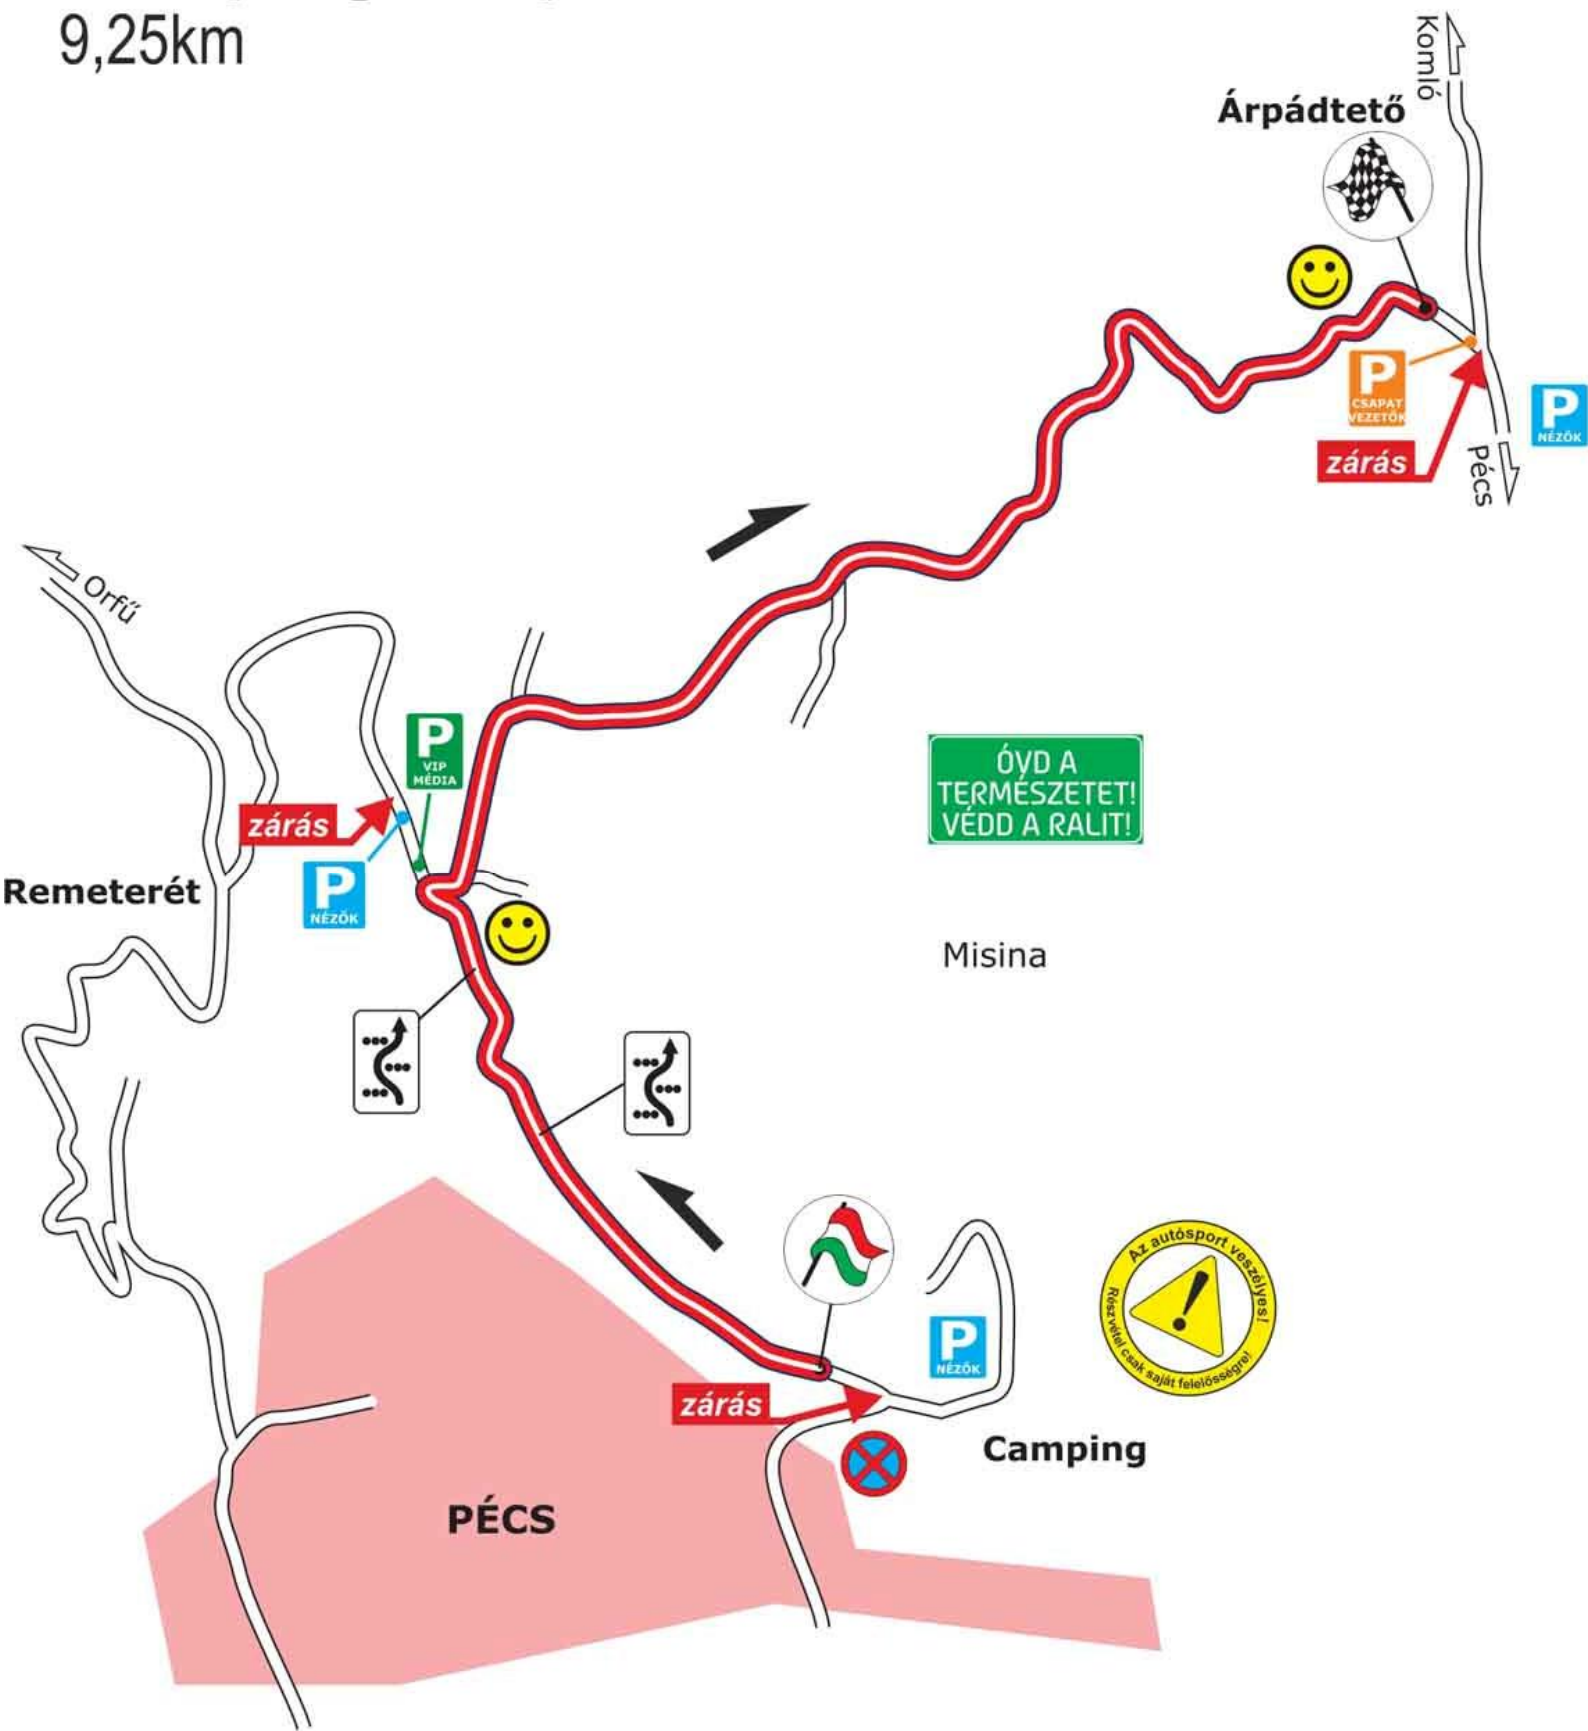 9,25km
Komló
Árpádtető
P
CSAPAT
VEZETŐK
P
NÉZŐK
zárás
Pécs
Orfű
P
VIP
MÉDIA
ÓVD A
TERMÉSZETET!
VÉDD A RALIT!
zárás
P
NÉZŐK
Remeterét
Misina
Az autósport veszélyes!
Részvétel csak saját felelősségre!
P
NÉZŐK
zárás
Camping
PÉCS